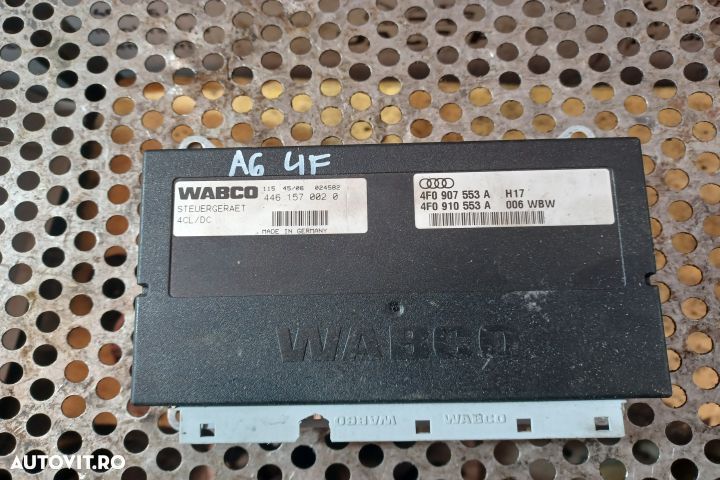 A6 4F
WABCO 115 45/06 024582
446 157 002 0
STEUERGERAET
4CL/DC
MADE IN GERMANY
4F0 907 553 A H17
4F0 910 553 A 006 WBW
WABCO
WABCO WABCO
AUTOVIT.RO